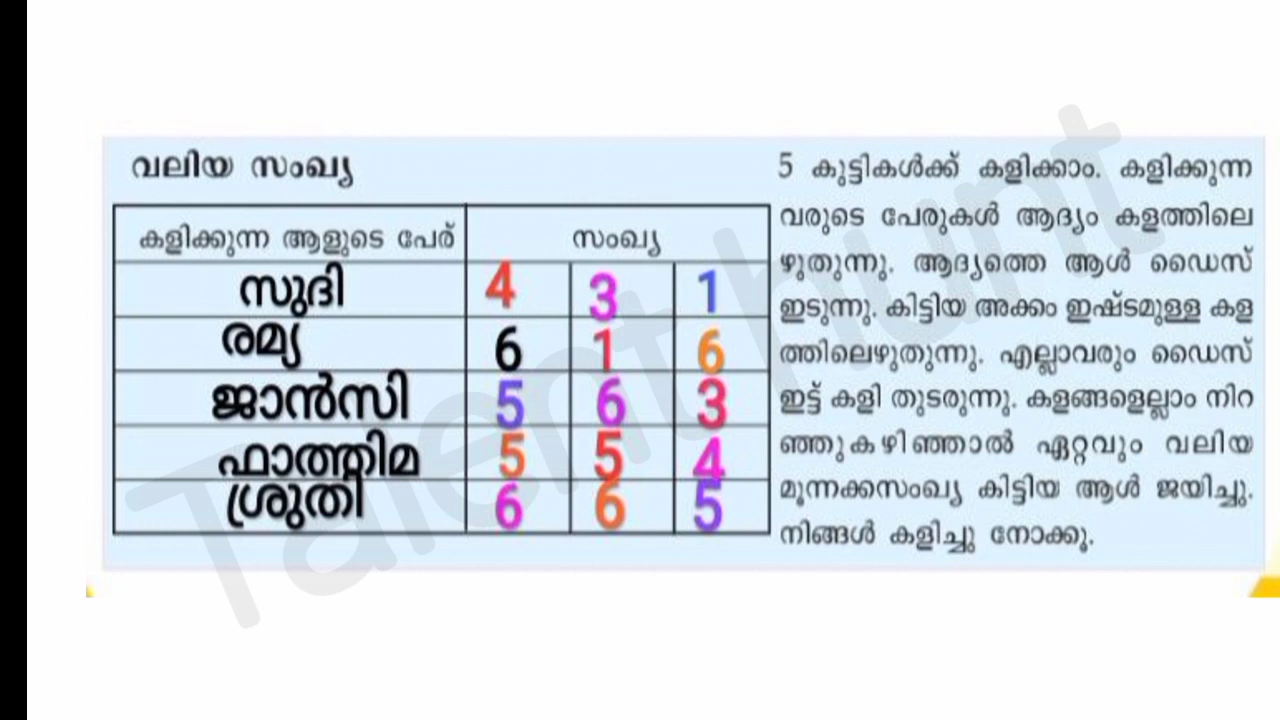 വലിയ സംഖ്യ
കളിക്കുന്ന ആളുടെ പേര് സംഖ്യ
സുദി 4 3 1
രമ്യ 6 1 6
ജാൻസി 5 6 3
ഫാത്തിമ 5 5 4
ശ്രുതി 6 6 5
5 കുട്ടികൾക്ക് കളിക്കാം. കളിക്കുന്ന
വരുടെ പേരുകൾ ആദ്യം കളത്തിലെ
ഴുതുന്നു. ആദ്യത്തെ ആൾ ഡൈസ്
ഇടുന്നു. കിട്ടിയ അക്കം ഇഷ്ടമുള്ള കള
ത്തിലെഴുതുന്നു. എല്ലാവരും ഡൈസ്
ഇട്ട് കളി തുടരുന്നു. കളങ്ങളെല്ലാം നിറ
ഞ്ഞുകഴിഞ്ഞാൽ ഏറ്റവും വലിയ
മൂന്നക്കസംഖ്യ കിട്ടിയ ആൾ ജയിച്ചു.
നിങ്ങൾ കളിച്ചു നോക്കൂ.
Talent hunt